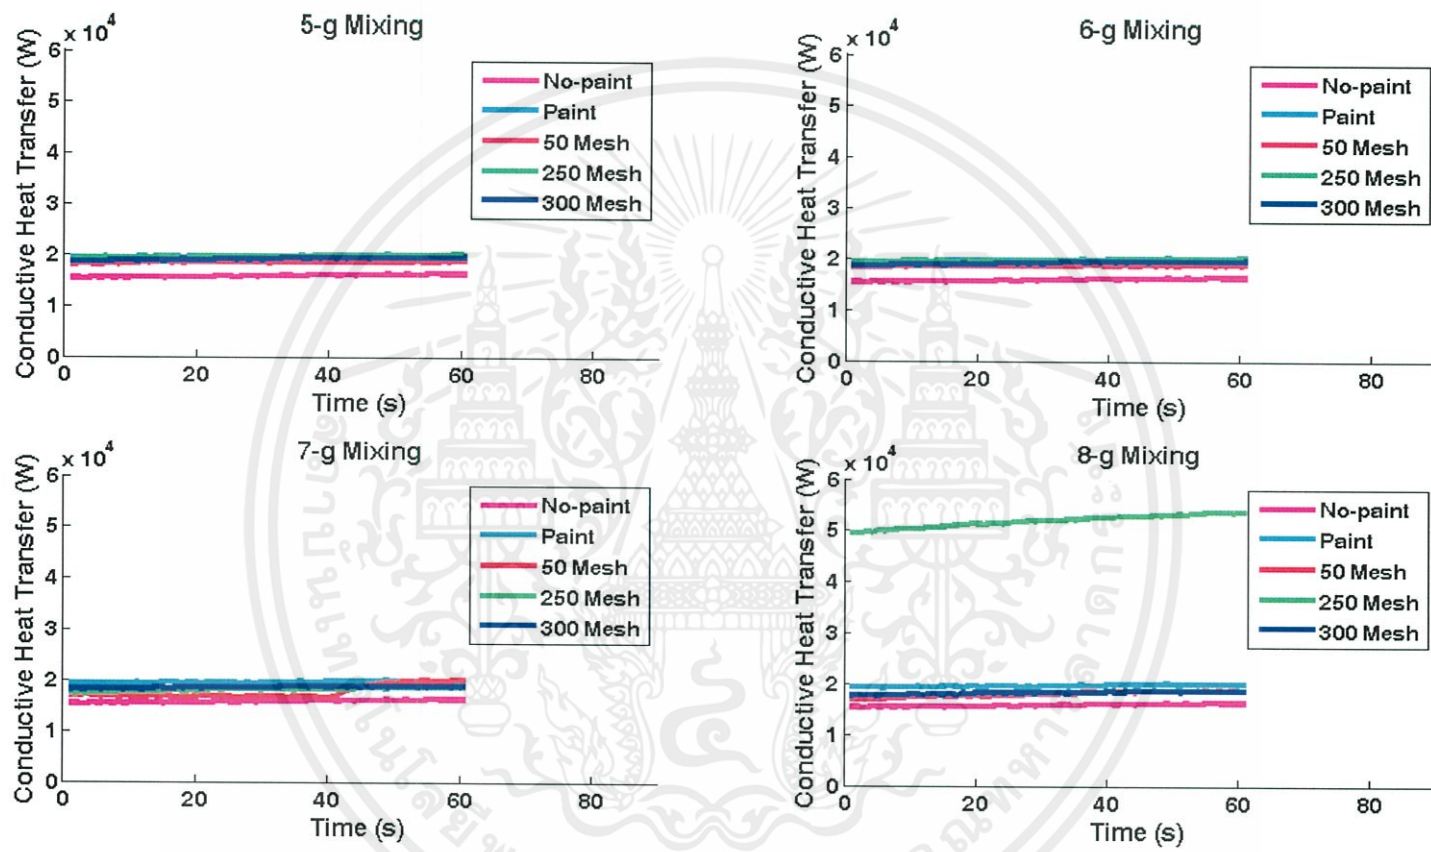 5-g Mixing
x 10^4
Conductive Heat Transfer (W)
6
5
4
3
2
1
0
0 20 40 60 80
Time (s)
No-paint
Paint
50 Mesh
250 Mesh
300 Mesh
6-g Mixing
x 10^4
Conductive Heat Transfer (W)
6
5
4
3
2
1
0
0 20 40 60 80
Time (s)
No-paint
Paint
50 Mesh
250 Mesh
300 Mesh
7-g Mixing
x 10^4
Conductive Heat Transfer (W)
6
5
4
3
2
1
0
0 20 40 60 80
Time (s)
No-paint
Paint
50 Mesh
250 Mesh
300 Mesh
8-g Mixing
x 10^4
Conductive Heat Transfer (W)
6
5
4
3
2
1
0
0 20 40 60 80
Time (s)
No-paint
Paint
50 Mesh
250 Mesh
300 Mesh